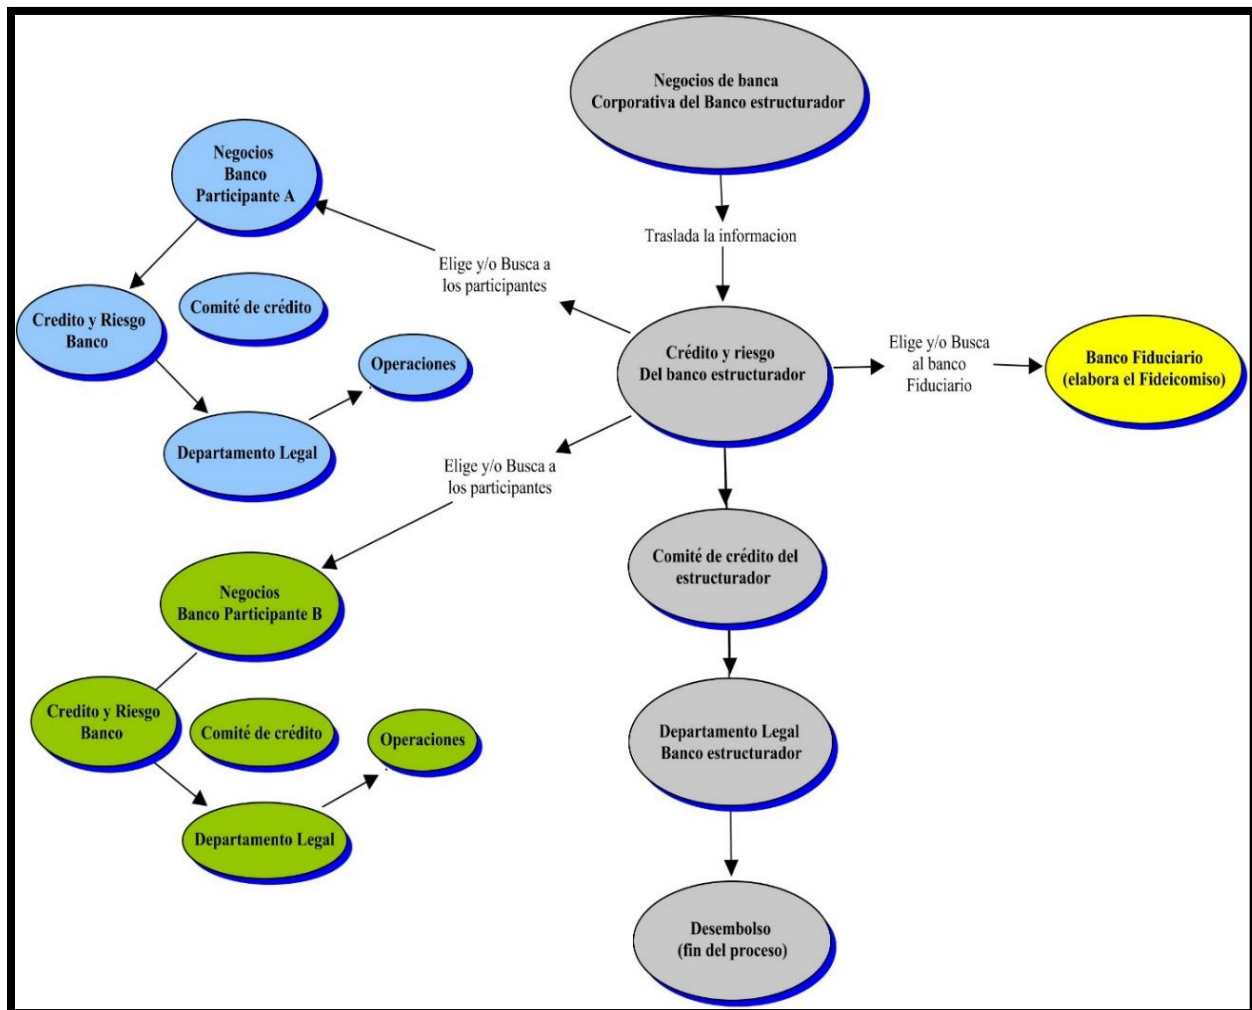 Negocios de banca
Corporativa del Banco estructurador
Traslada la informacion
Negocios
Banco
Participante A
Elige y/o Busca a
los participantes
Credito y Riesgo
Banco
Comité de crédito
Operaciones
Departamento Legal
Crédito y riesgo
Del banco estructurador
Elige y/o Busca
al banco
Fiduciario
Banco Fiduciario
(elabora el Fideicomiso)
Elige y/o Busca a
los participantes
Comité de crédito del
estructurador
Negocios
Banco Participante B
Credito y Riesgo
Banco
Comité de crédito
Operaciones
Departamento Legal
Departamento Legal
Banco estructurador
Desembolso
(fin del proceso)